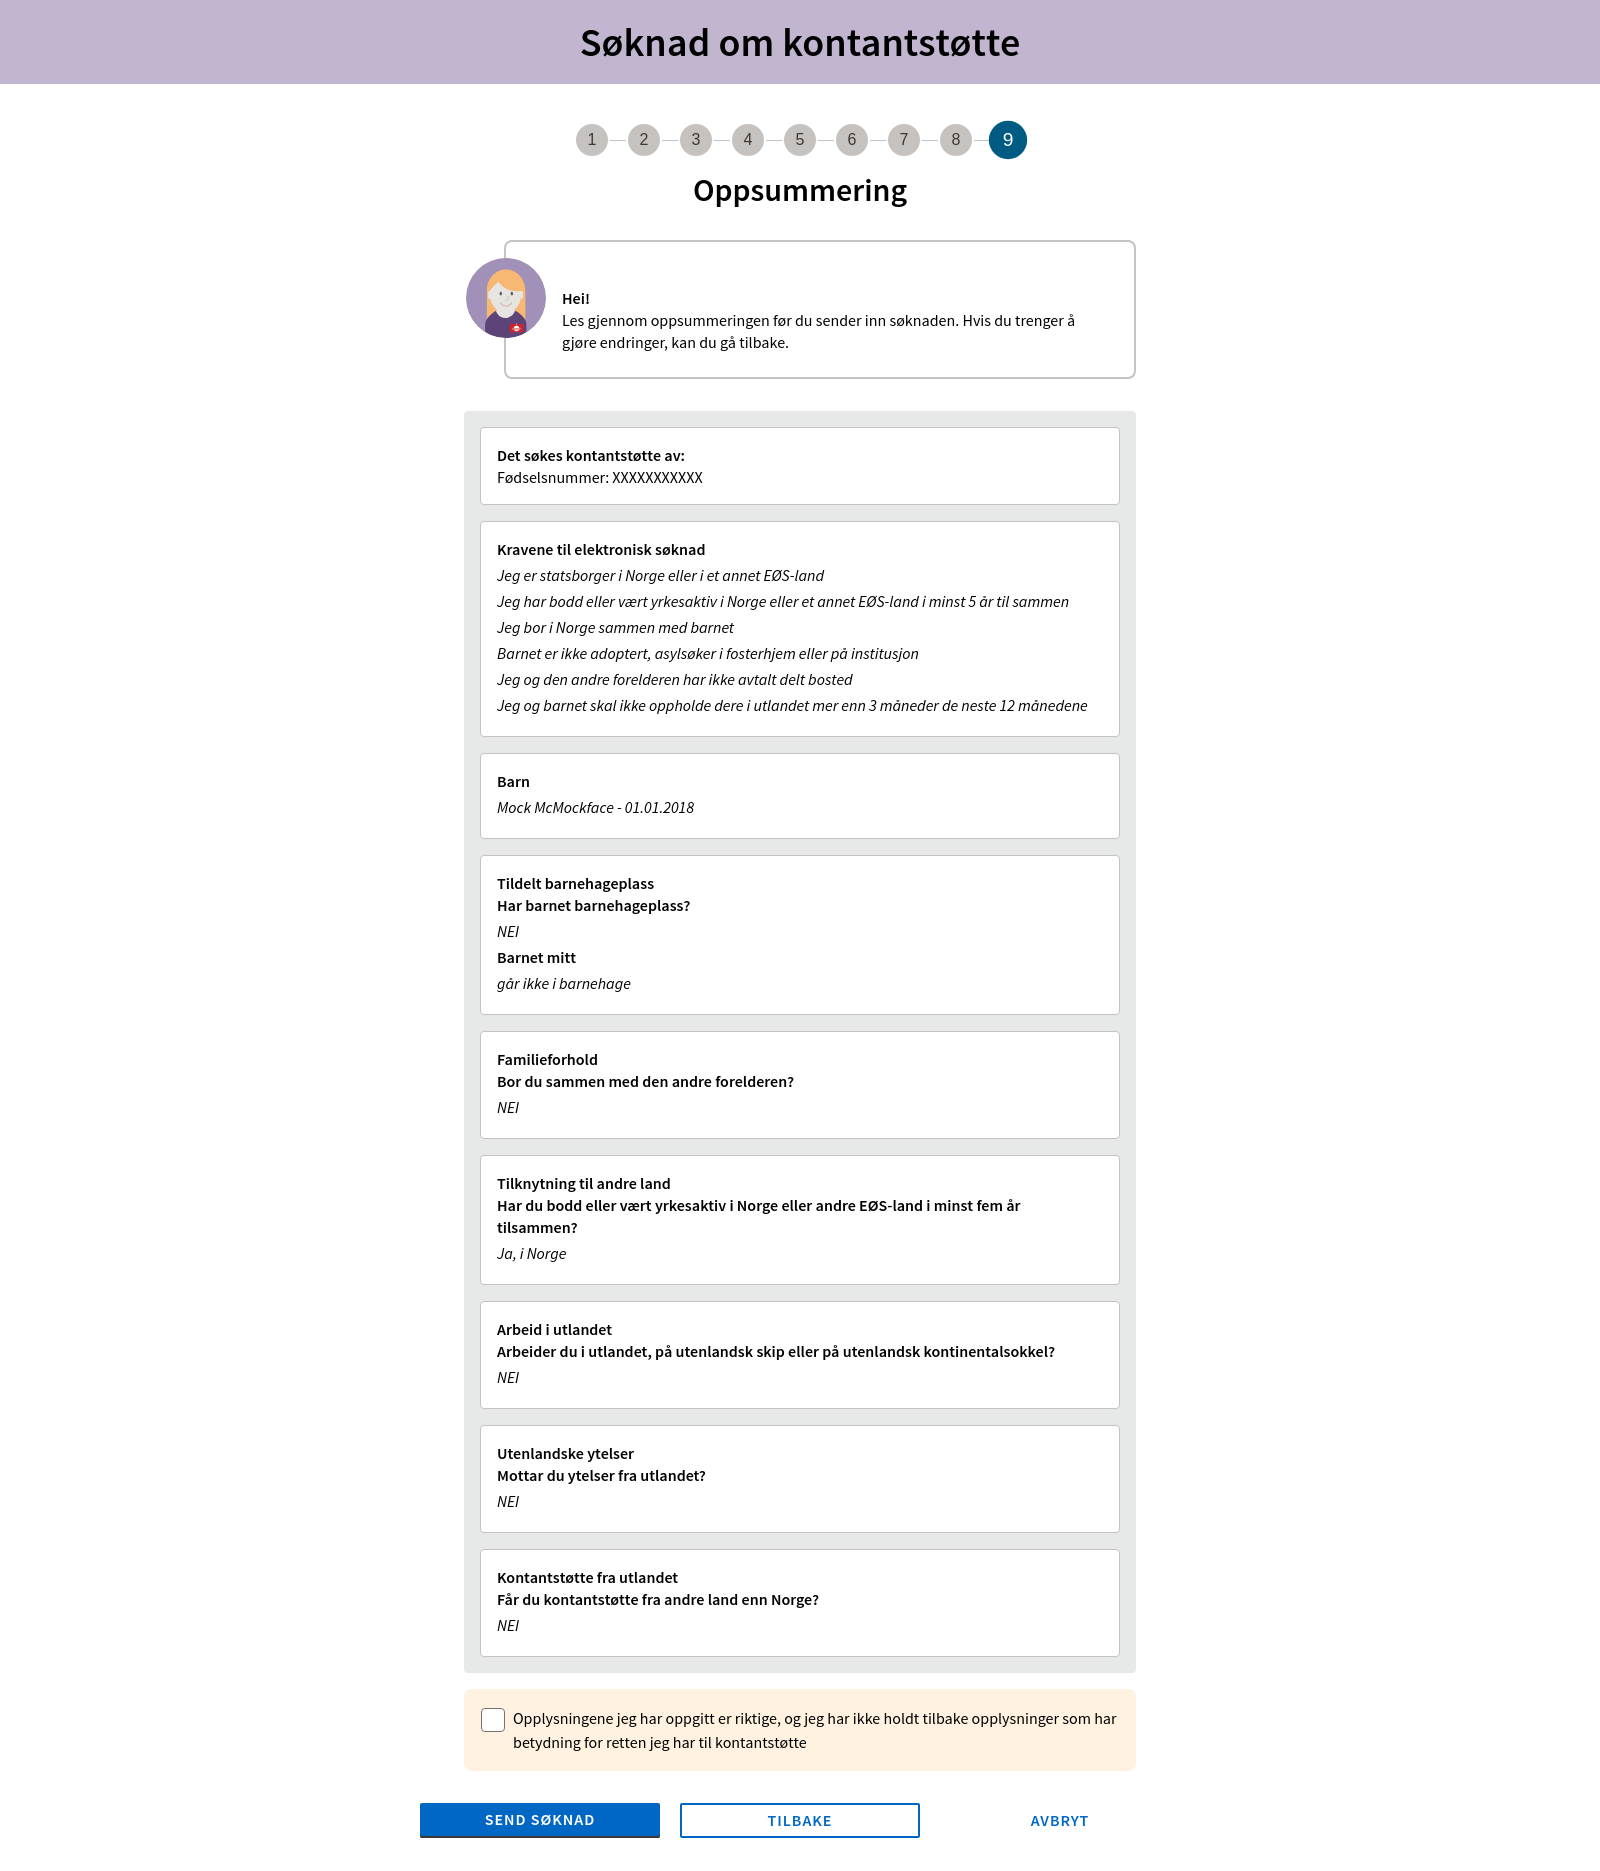 Søknad om kontantstøtte
1 2 3 4 5 6 7 8 9
Oppsummering
Hei!
Les gjennom oppsummeringen før du sender inn søknaden. Hvis du trenger å
gjøre endringer, kan du gå tilbake.
Det søkes kontantstøtte av:
Fødselsnummer: XXXXXXXXXXX
Kravene til elektronisk søknad
Jeg er statsborger i Norge eller i et annet EØS-land
Jeg har bodd eller vært yrkesaktiv i Norge eller et annet EØS-land i minst 5 år til sammen
Jeg bor i Norge sammen med barnet
Barnet er ikke adoptert, asylsøker i fosterhjem eller på institusjon
Jeg og den andre forelderen har ikke avtalt delt bosted
Jeg og barnet skal ikke oppholde dere i utlandet mer enn 3 måneder de neste 12 månedene
Barn
Mock McMockface - 01.01.2018
Tildelt barnehageplass
Har barnet barnehageplass?
NEI
Barnet mitt
går ikke i barnehage
Familieforhold
Bor du sammen med den andre forelderen?
NEI
Tilknytning til andre land
Har du bodd eller vært yrkesaktiv i Norge eller andre EØS-land i minst fem år
tilsammen?
Ja, i Norge
Arbeid i utlandet
Arbeider du i utlandet, på utenlandsk skip eller på utenlandsk kontinentalsokkel?
NEI
Utenlandske ytelser
Mottar du ytelser fra utlandet?
NEI
Kontantstøtte fra utlandet
Får du kontantstøtte fra andre land enn Norge?
NEI
Opplysningene jeg har oppgitt er riktige, og jeg har ikke holdt tilbake opplysninger som har
betydning for retten jeg har til kontantstøtte
SEND SØKNAD TILBAKE AVBRYT